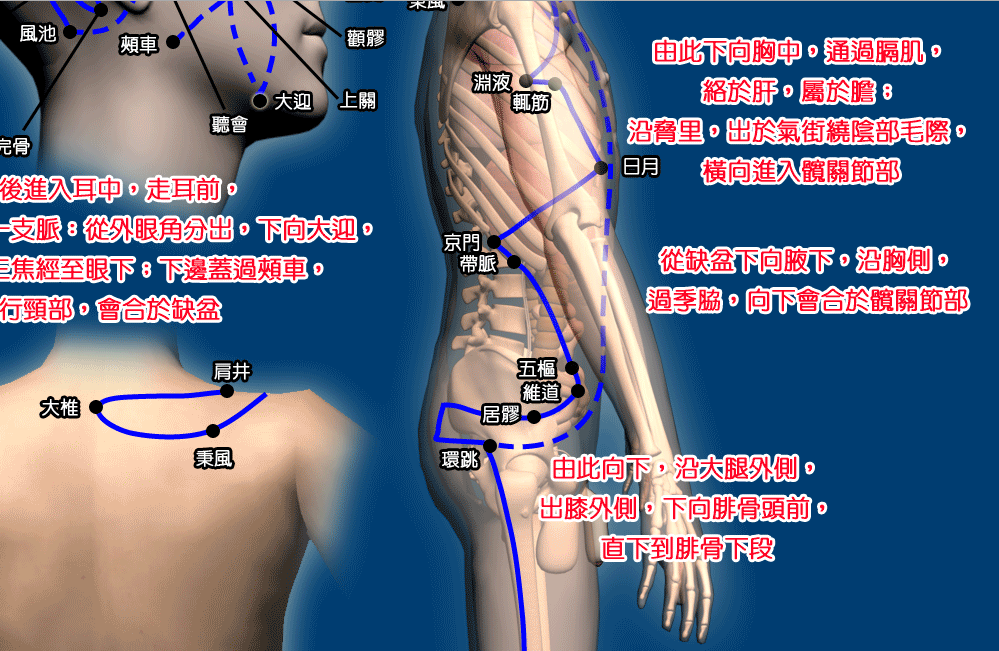 秉風
風池
頰車
顴髎
大迎
上關
聽會
完骨
後進入耳中，走耳前，
一支脈：從外眼角分出，下向大迎，
三焦經至眼下；下邊蓋過頰車，
行頸部，會合於缺盆
肩井
大椎
秉風
淵液
輒筋
日月
京門
帶脈
五樞
維道
居髎
環跳
由此下向胸中，通過膈肌，
絡於肝，屬於膽；
沿脅里，出於氣街繞陰部毛際，
橫向進入髖關節部
從缺盆下向腋下，沿胸側，
過季脇，向下會合於髖關節部
由此向下，沿大腿外側，
出膝外側，下向腓骨頭前，
直下到腓骨下段